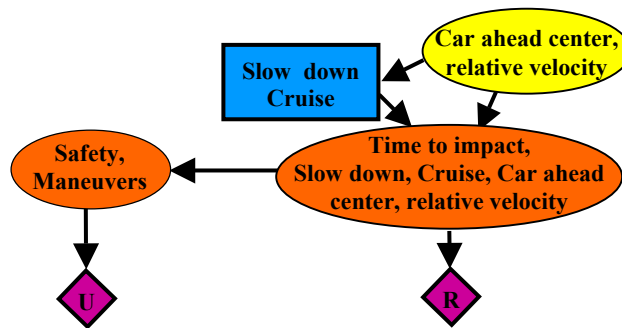 Car ahead center,
relative velocity
Slow down
Cruise
Time to impact,
Slow down, Cruise, Car ahead
center, relative velocity
Safety,
Maneuvers
U
R